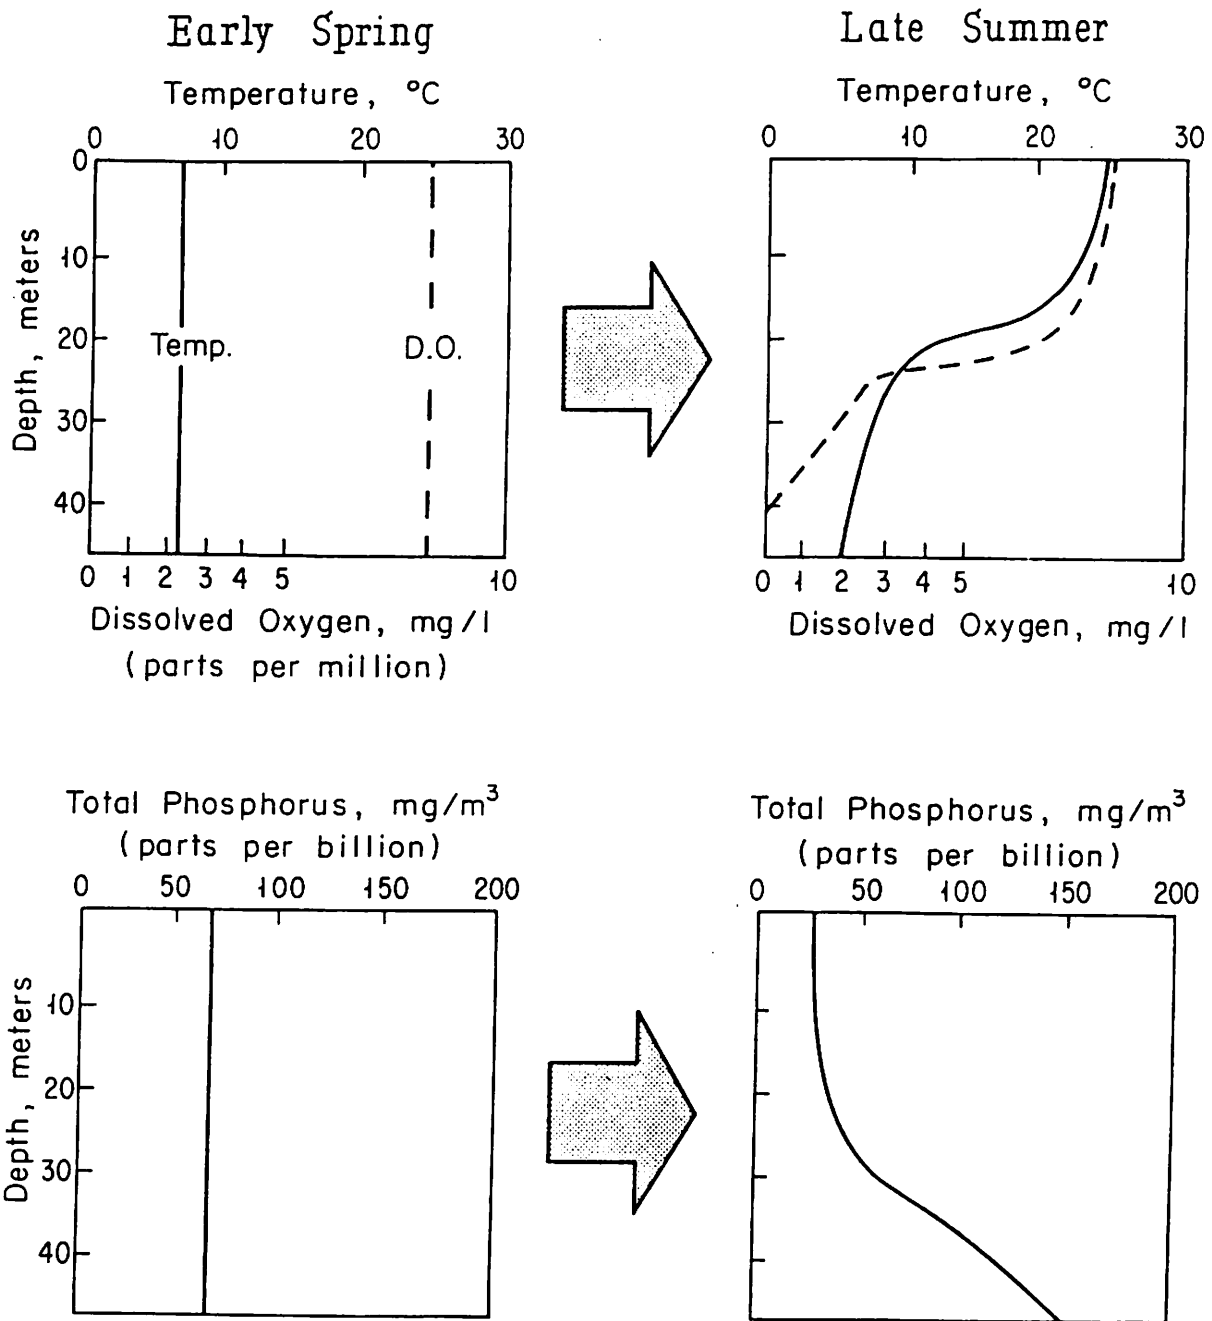 Early Spring
Temperature, °C
0 10 20 30
0
10
20
30
40
Depth, meters
Temp.
D.O.
0 1 2 3 4 5 10
Dissolved Oxygen, mg/l
(parts per million)
Late Summer
Temperature, °C
0 10 20 30
0 1 2 3 4 5 10
Dissolved Oxygen, mg/l
Total Phosphorus, mg/m³
(parts per billion)
0 50 100 150 200
10
20
30
40
Depth, meters
Total Phosphorus, mg/m³
(parts per billion)
0 50 100 150 200